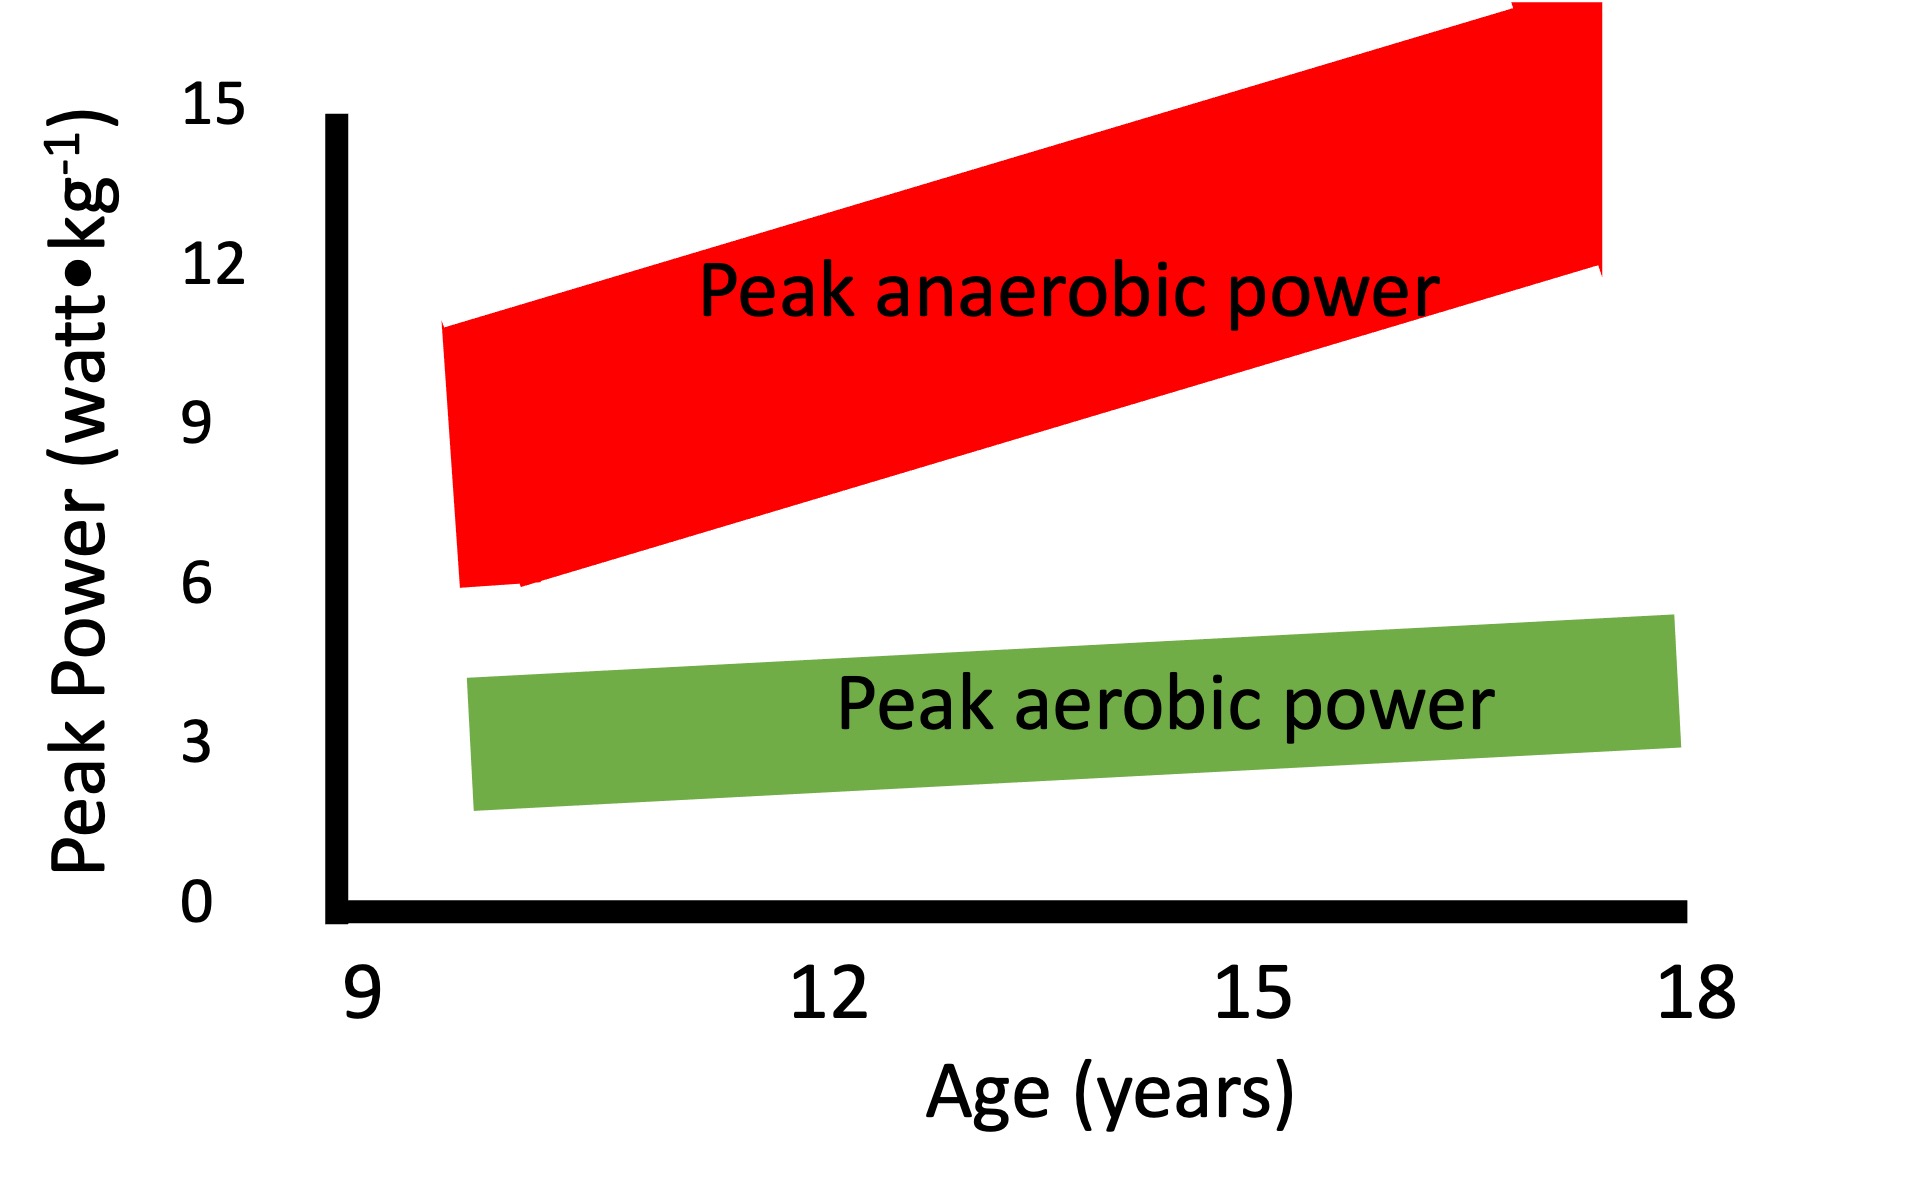 Peak Power (watt•kg⁻¹)
15
12
9
6
3
0
Peak anaerobic power
Peak aerobic power
9 12 15 18
Age (years)